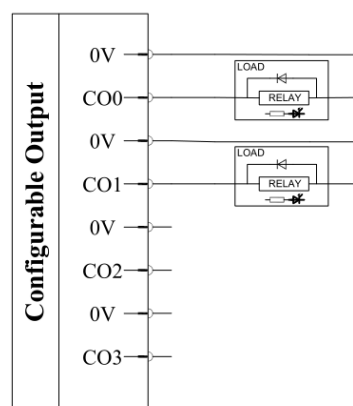 Configurable Output
0V
LOAD
CO0
RELAY
0V
LOAD
CO1
RELAY
0V
CO2
0V
CO3